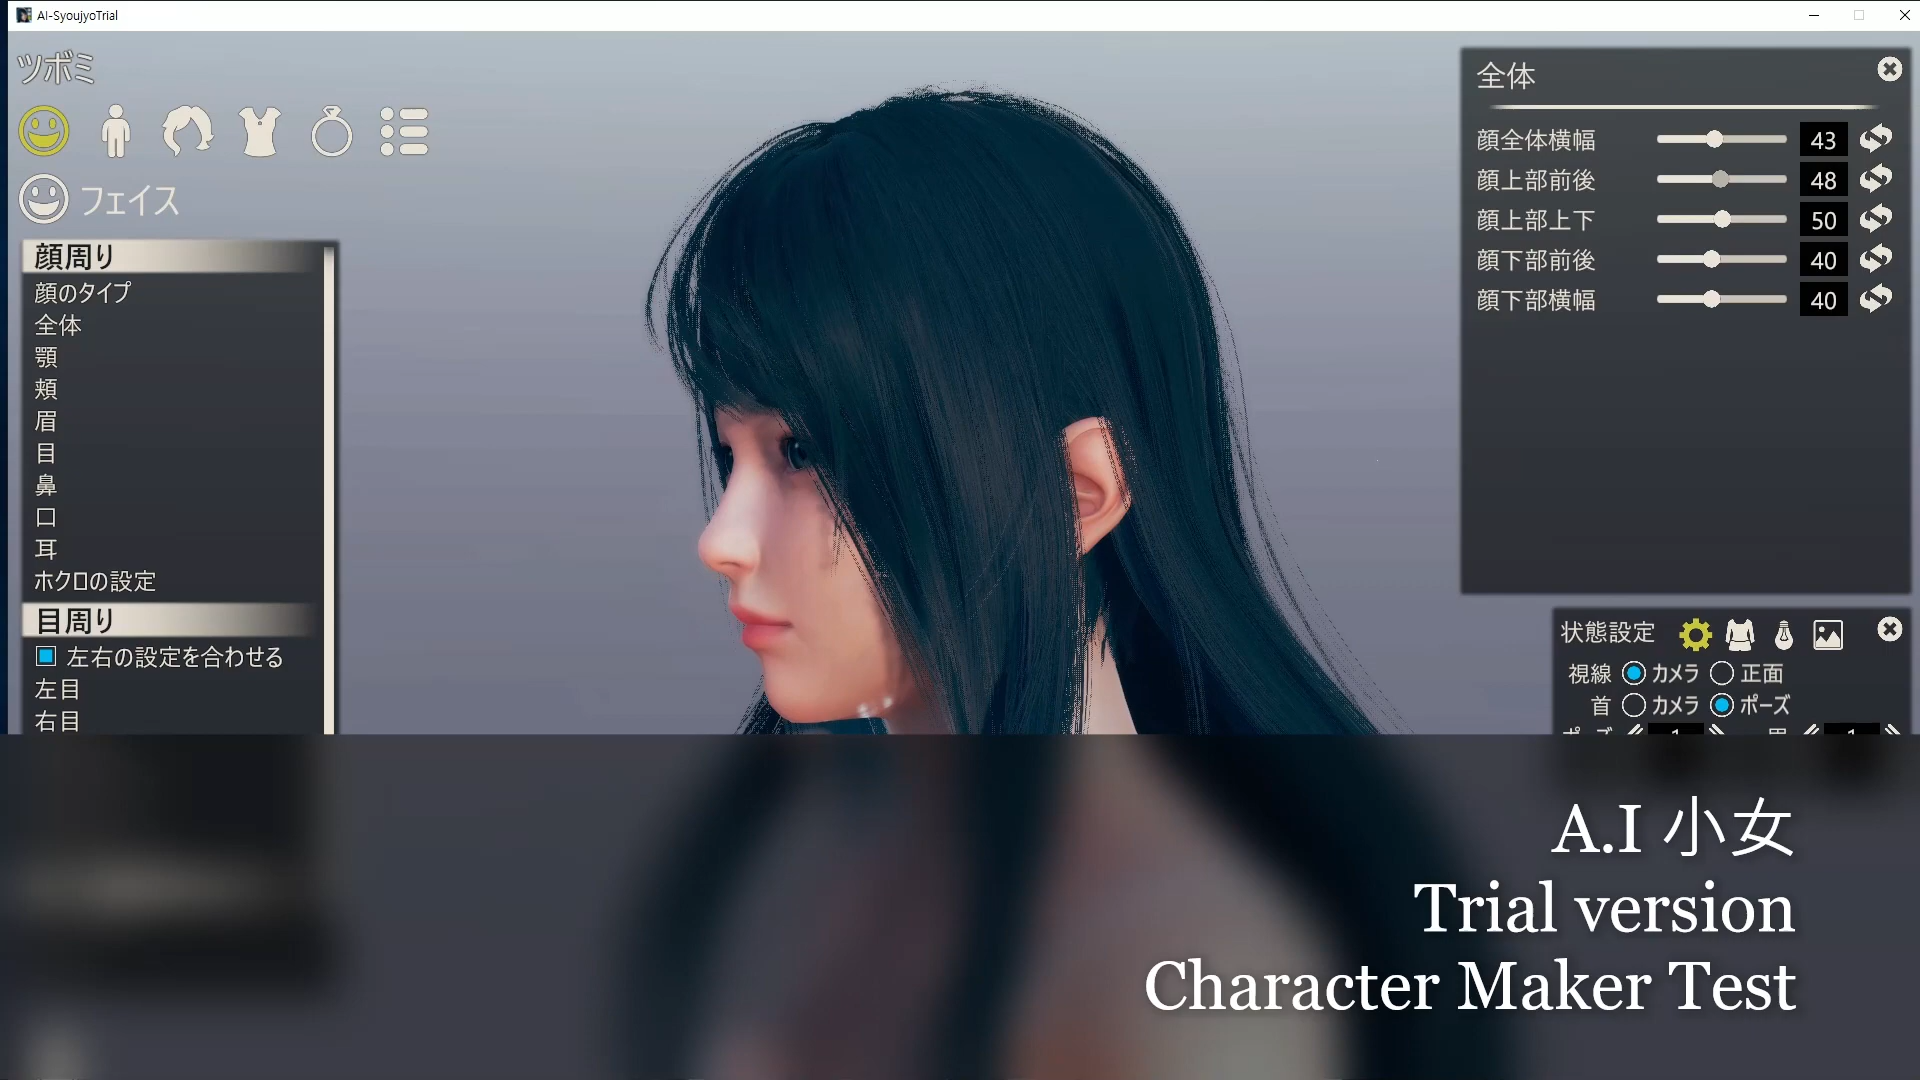 AI-SyoujyoTrial
ツボミ
フェイス
顔周り
顔のタイプ
全体
顎
頬
眉
目
鼻
口
耳
ホクロの設定
目周り
左右の設定を合わせる
左目
右目
全体
顔全体横幅 43
顔上部前後 48
顔上部上下 50
顔下部前後 40
顔下部横幅 40
状態設定
視線 カメラ 正面
首 カメラ ポーズ
A.I 小女
Trial version
Character Maker Test